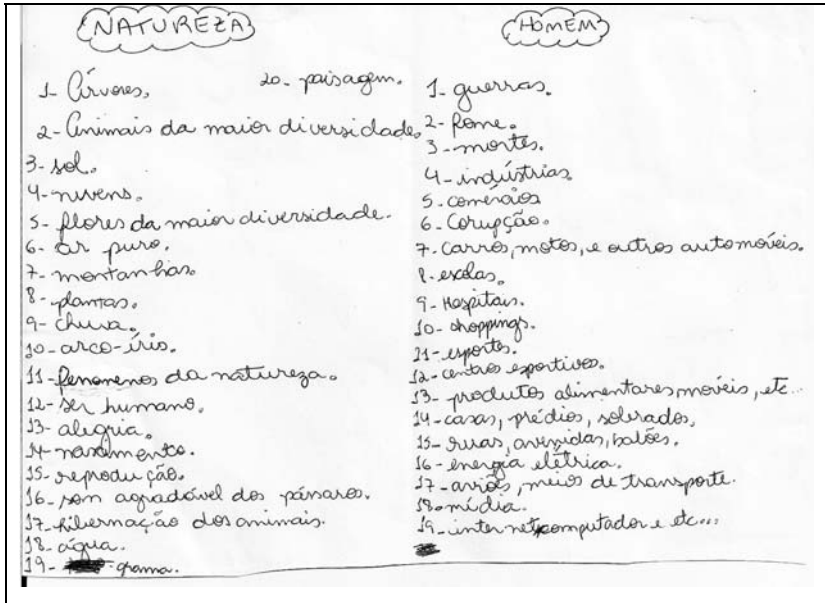 NATUREZA
1- Árvores,
20- paisagem.
2- Animais da maior diversidade,
3- sol.
4- nuvens.
5- flores da maior diversidade.
6- ar puro.
7- montanhas
8- plantas.
9- chuva.
10- arco-íris.
11- fenomenos da natureza.
12- ser humano.
13- alegria.
14- nascimento.
15- reprodução.
16- som agradável dos pássaros.
17- hibernação dos animais.
18- água.
19- grama.
HOMEM
1- guerras.
2- fome.
3- mortes.
4- indústrias
5. comércios
6. Corupção.
7- carros, motos, e outros automóveis.
8- escolas.
9- Hospitais.
10- shoppings.
11- esportes.
12- centros esportivos.
13- produtos alimentares, moveis, etc...
14- casas, prédios, sobrados,
15- ruas, avenidas, balões.
16- energia elétrica.
17- aviões, meios de transporte.
18. mídia.
19- internet, computador e etc...